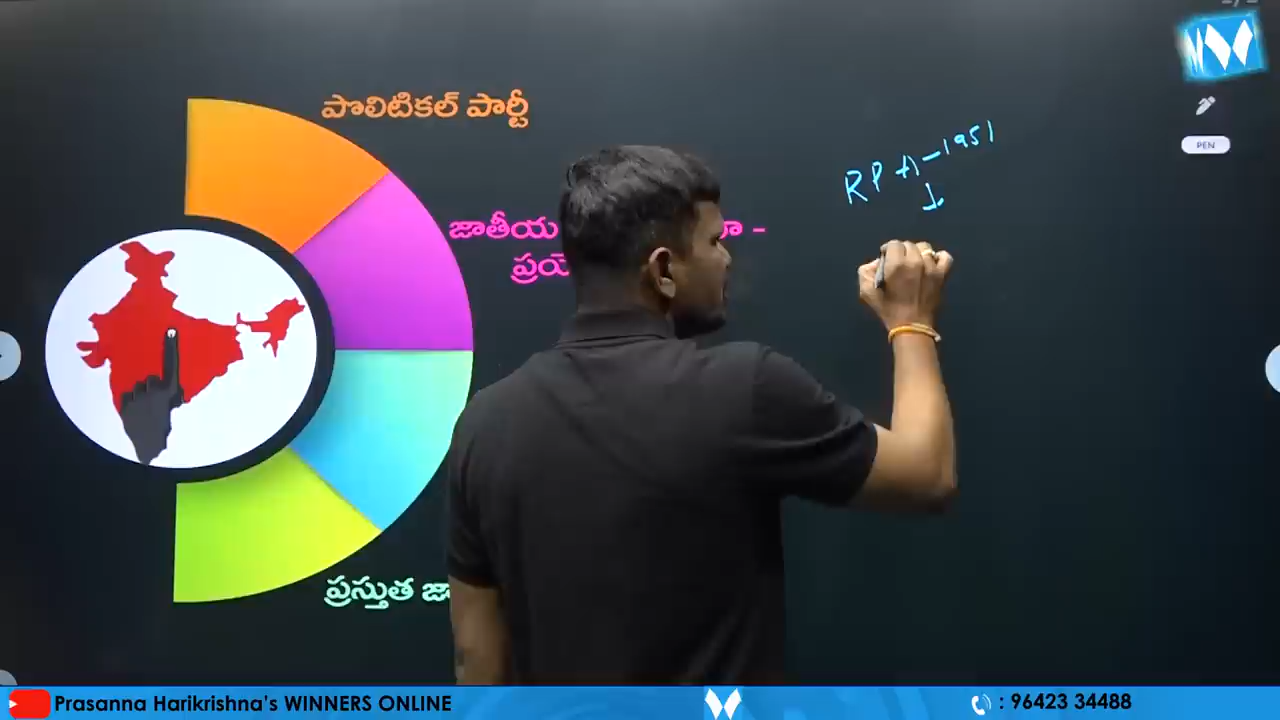 పొలిటికల్ పార్టీ
RPA-1951
PEN
జాతీయ
ప్రస్తుత
Prasanna Harikrishna's WINNERS ONLINE
: 96423 34488